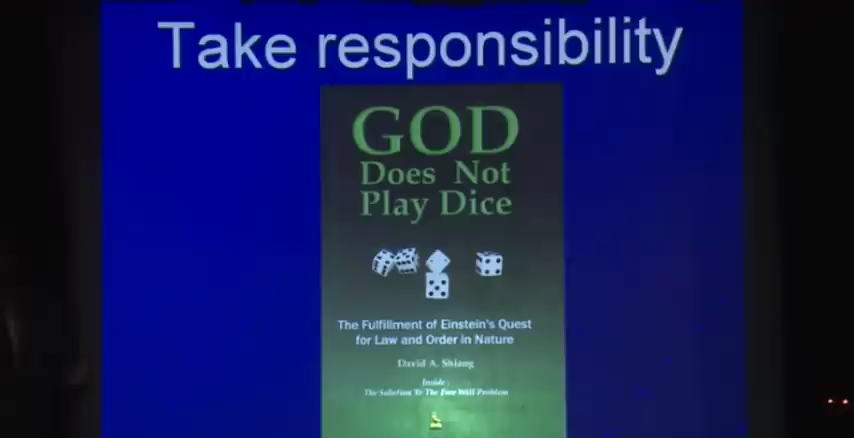 Take responsibility
GOD
Does Not
Play Dice
The Fulfillment of Einstein's Quest
for Law and Order in Nature
David A. Shiang
Inside:
The Solution To The Free Will Problem